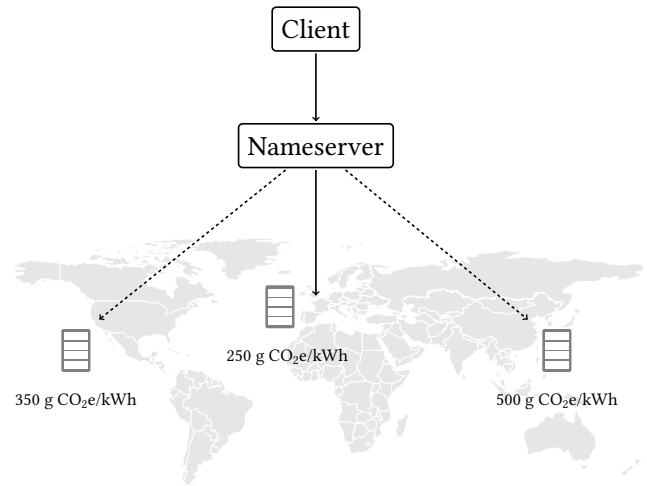 Client
Nameserver
250 g CO₂e/kWh
350 g CO₂e/kWh
500 g CO₂e/kWh